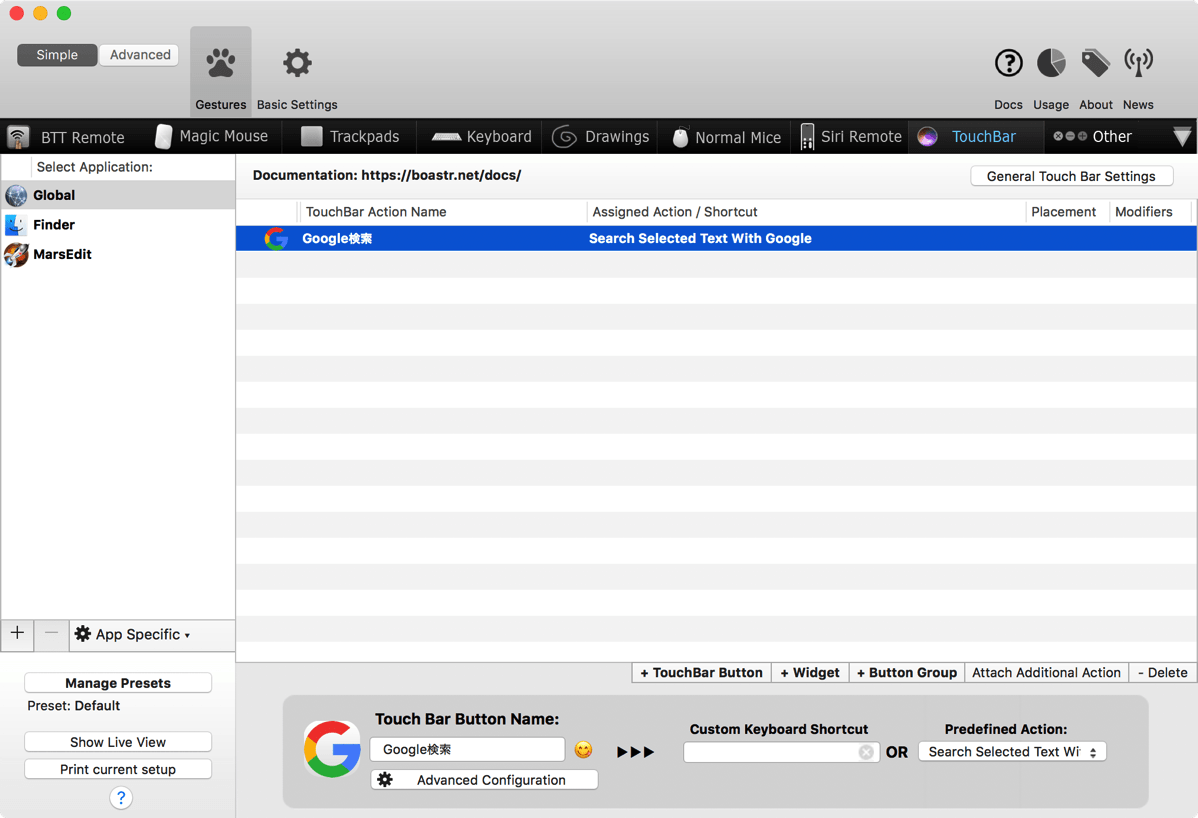 Simple
Advanced
Gestures
Basic Settings
Docs
Usage
About
News
BTT Remote
Magic Mouse
Trackpads
Keyboard
Drawings
Normal Mice
Siri Remote
TouchBar
Other
Select Application:
Global
Finder
MarsEdit
Documentation: https://boastr.net/docs/
General Touch Bar Settings
TouchBar Action Name
Assigned Action / Shortcut
Placement
Modifiers
Google検索
Search Selected Text With Google
App Specific
+ TouchBar Button
+ Widget
+ Button Group
Attach Additional Action
- Delete
Manage Presets
Preset: Default
Show Live View
Print current setup
?
Touch Bar Button Name:
Google検索
Advanced Configuration
Custom Keyboard Shortcut
OR
Predefined Action:
Search Selected Text Wi